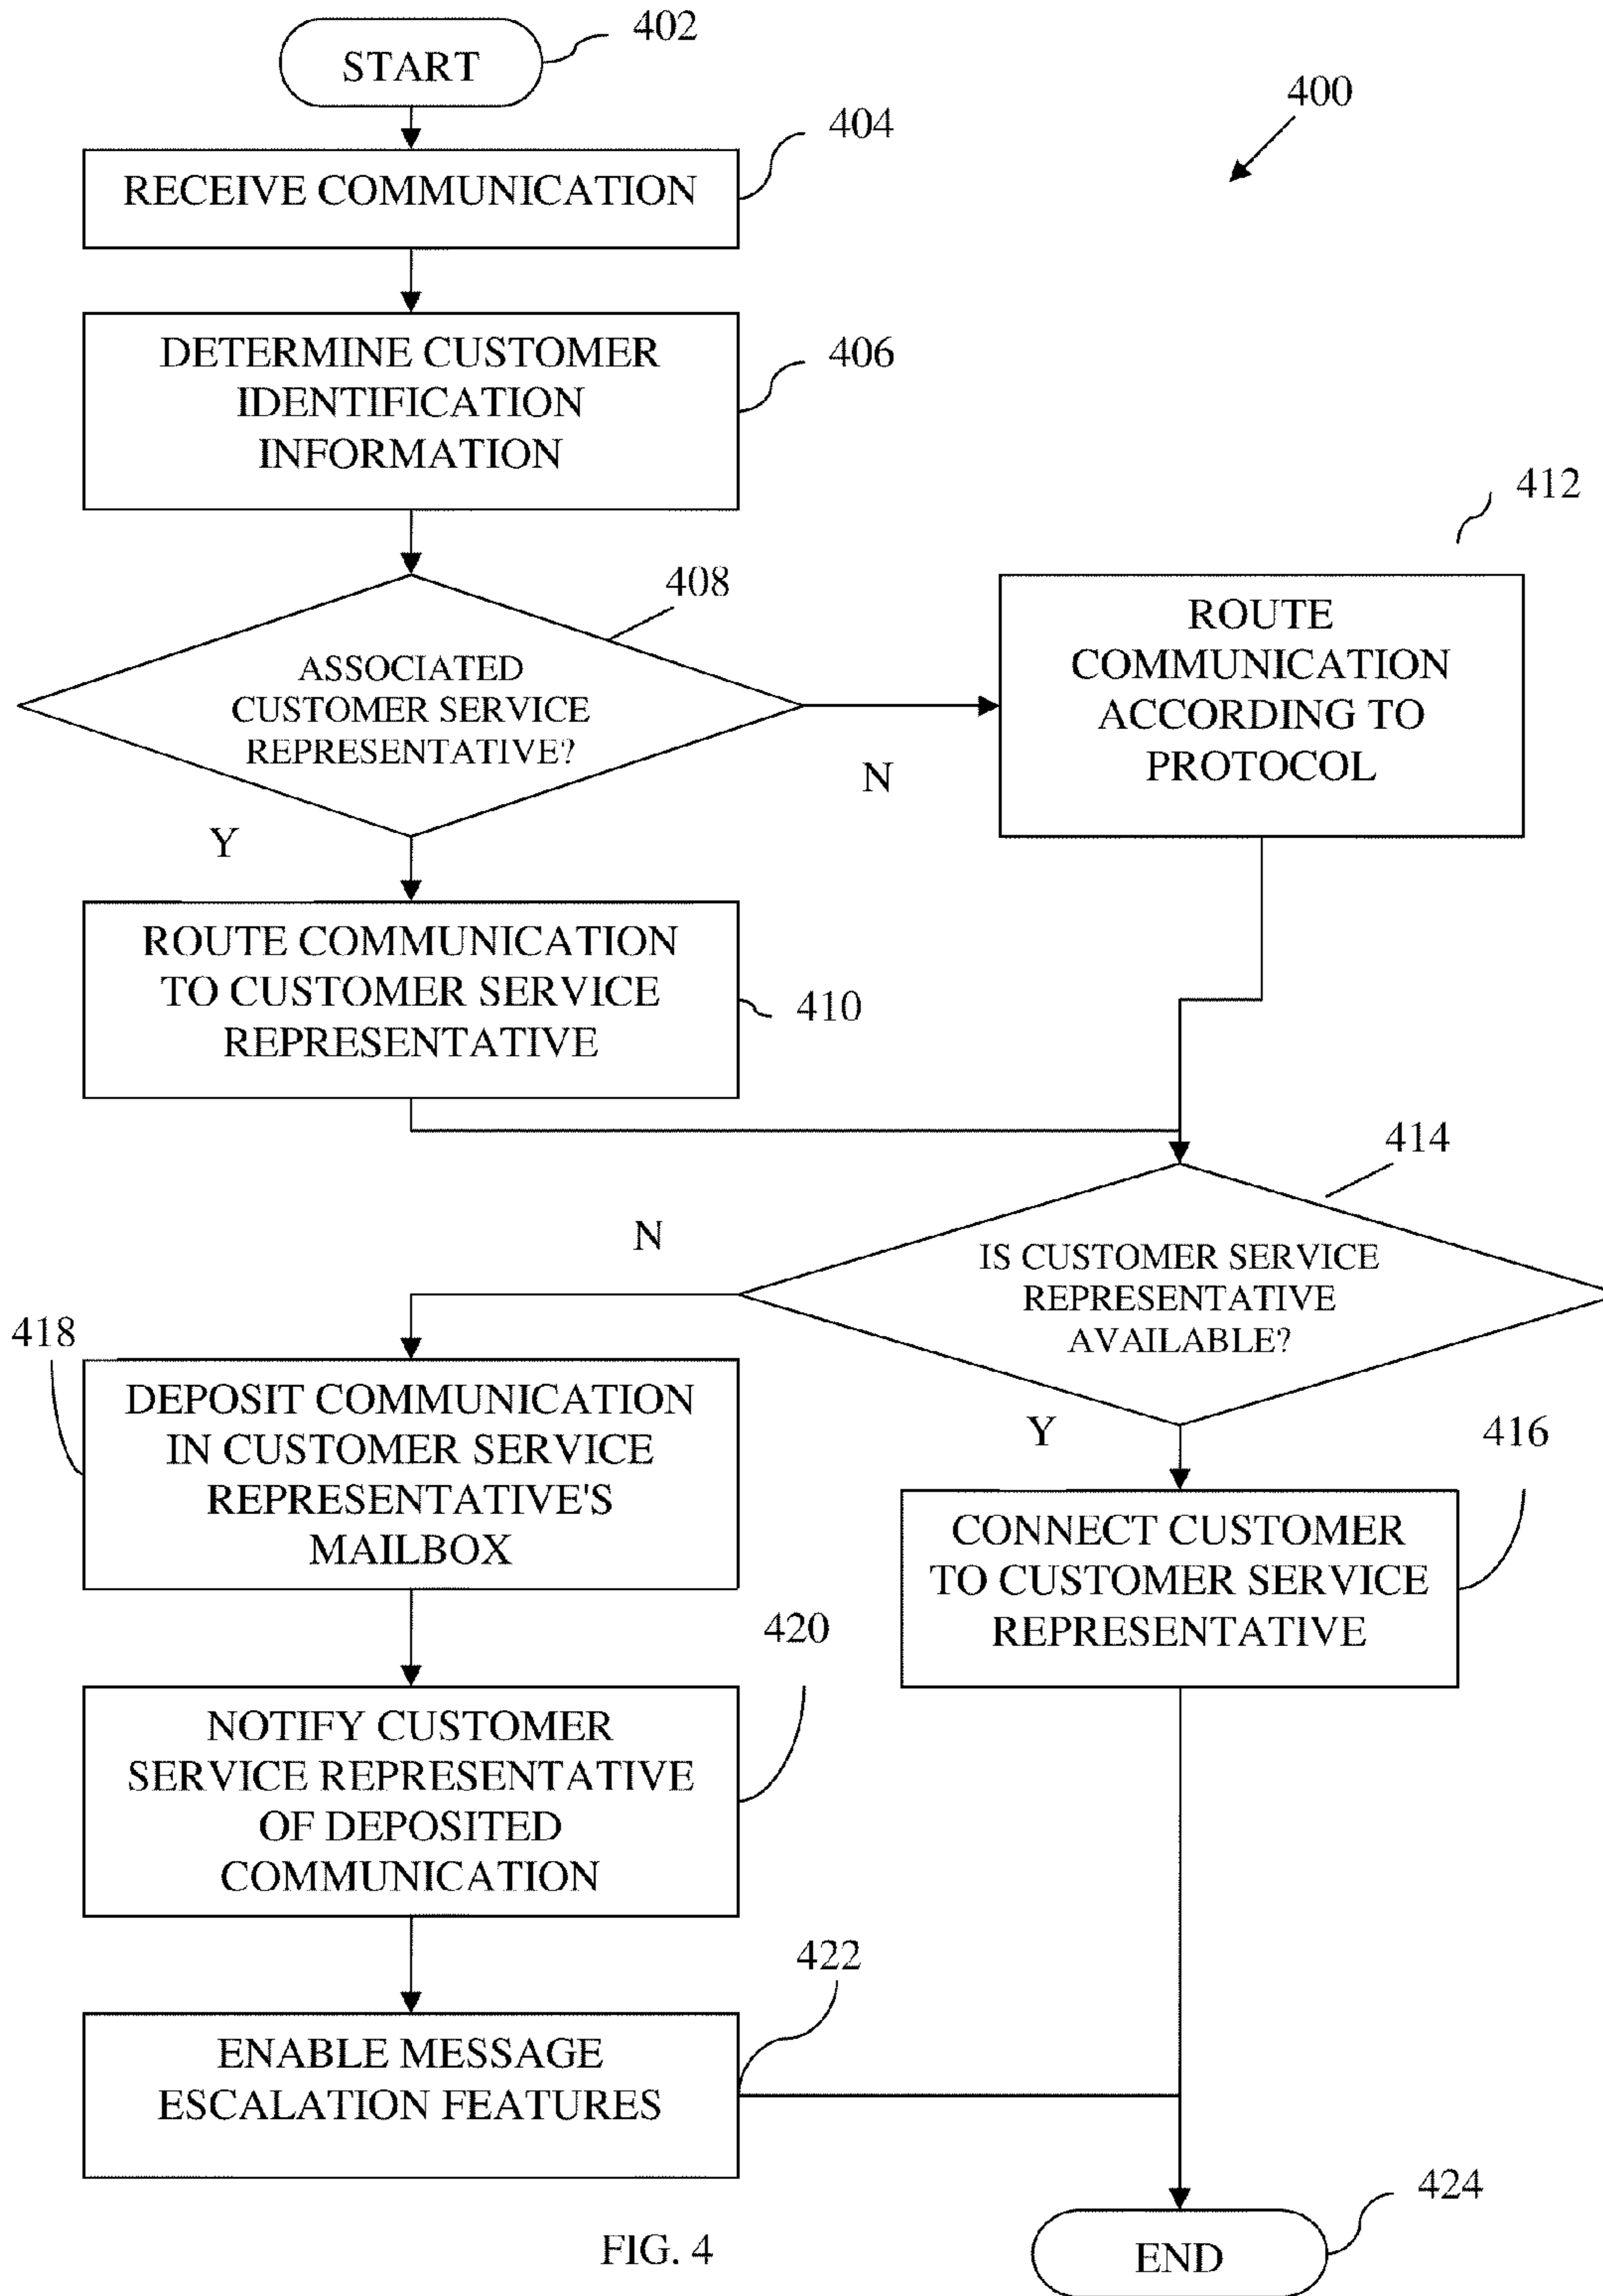 START
402
400
RECEIVE COMMUNICATION
404
DETERMINE CUSTOMER
IDENTIFICATION
INFORMATION
406
ASSOCIATED
CUSTOMER SERVICE
REPRESENTATIVE?
408
N
Y
412
ROUTE
COMMUNICATION
ACCORDING TO
PROTOCOL
ROUTE COMMUNICATION
TO CUSTOMER SERVICE
REPRESENTATIVE
410
414
IS CUSTOMER SERVICE
REPRESENTATIVE
AVAILABLE?
N
Y
418
DEPOSIT COMMUNICATION
IN CUSTOMER SERVICE
REPRESENTATIVE'S
MAILBOX
416
CONNECT CUSTOMER
TO CUSTOMER SERVICE
REPRESENTATIVE
420
NOTIFY CUSTOMER
SERVICE REPRESENTATIVE
OF DEPOSITED
COMMUNICATION
422
ENABLE MESSAGE
ESCALATION FEATURES
424
END
FIG. 4